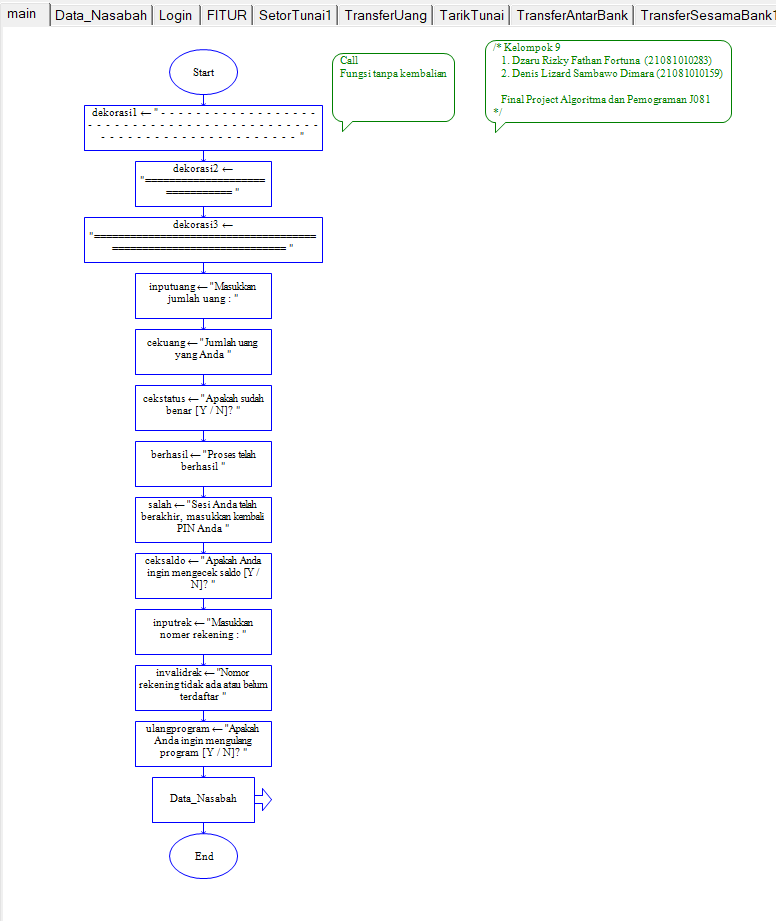 main Data_Nasabah Login FITUR SetorTunai1 TransferUang TarikTunai TransferAntarBank TransferSesamaBank1
Start
dekorasi1 ← "- - - - - - - - - - - - - - - - - -
- - - - - - - - - - - - - - - - - - - - - - - - - - -
- - - - - - - - - - - - - - - - - - - - - - - "
dekorasi2 ←
"====================
=========== "
dekorasi3 ←
"=====================================
============================= "
inputuang ← "Masukkan
jumlah uang : "
cekuang ← "Jumlah uang
yang Anda "
cekstatus ← "Apakah sudah
benar [Y / N]? "
berhasil ← "Proses telah
berhasil "
salah ← "Sesi Anda telah
berakhir, masukkan kembali
PIN Anda "
ceksaldo ← "Apakah Anda
ingin mengecek saldo [Y /
N]? "
inputrek ← "Masukkan
nomer rekening : "
invalidrek ← "Nomor
rekening tidak ada atau belum
terdaftar "
ulangprogram ← "Apakah
Anda ingin mengulang
program [Y / N]? "
Data_Nasabah
End
Call
Fungsi tanpa kembalian
/* Kelompok 9
1. Dzaru Rizky Fathan Fortuna (21081010283)
2. Denis Lizard Sambawo Dimara (21081010159)
Final Project Algoritma dan Pemograman J081
*/